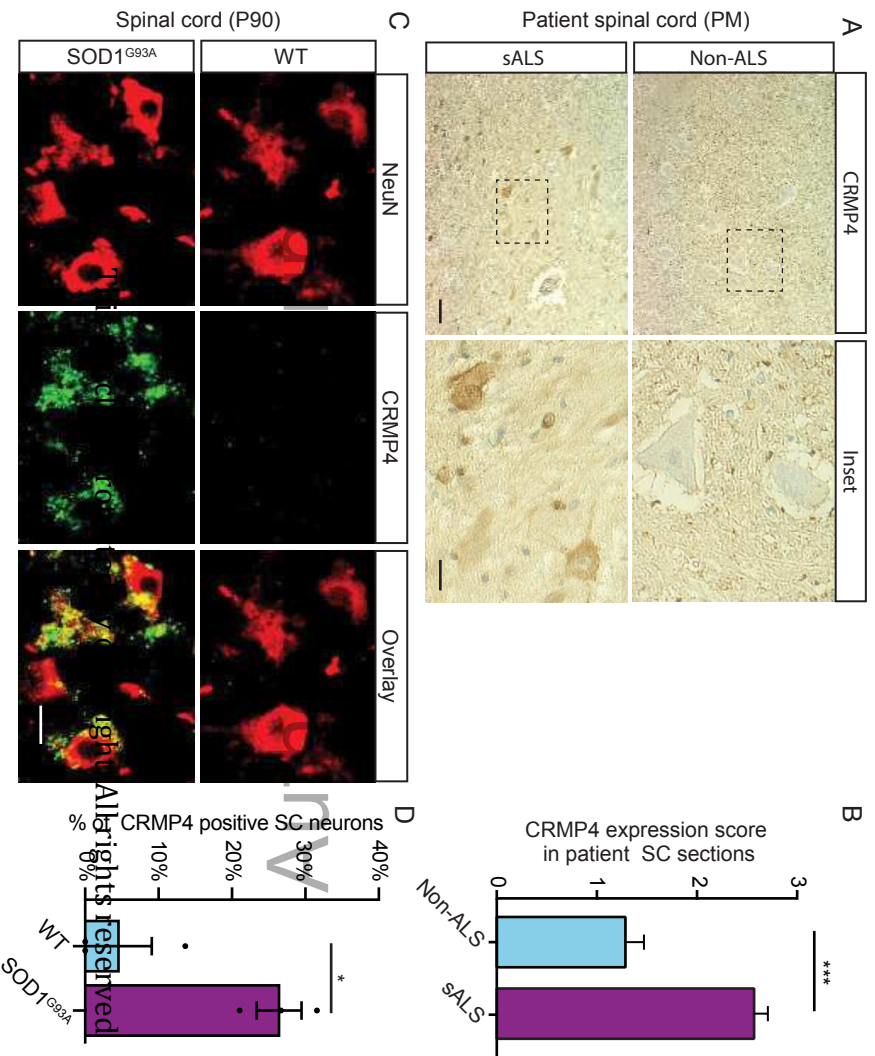 A
Patient spinal cord (PM)
Non-ALS
sALS
CRMP4
Inset
B
CRMP4 expression score
in patient SC sections
0
1
2
3
Non-ALS
sALS
***
C
Spinal cord (P90)
WT
SOD1G93A
NeuN
CRMP4
Overlay
D
% of CRMP4 positive SC neurons
0%
10%
20%
30%
40%
WT
SOD1G93A
*
All rights reserved